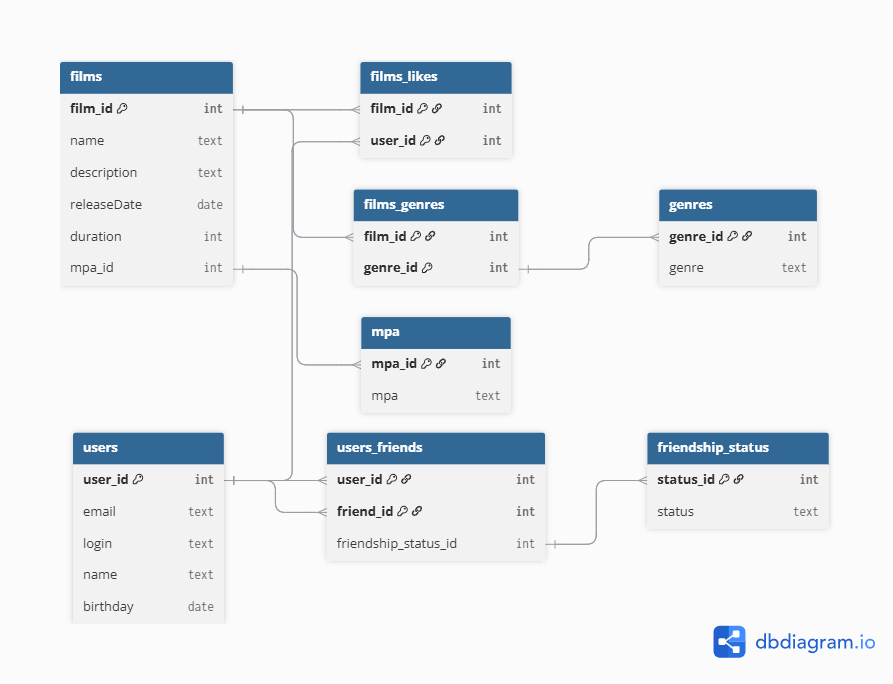 films
film_id int
name text
description text
releaseDate date
duration int
mpa_id int
films_likes
film_id int
user_id int
films_genres
film_id int
genre_id int
genres
genre_id int
genre text
mpa
mpa_id int
mpa text
users
user_id int
email text
login text
name text
birthday date
users_friends
user_id int
friend_id int
friendship_status_id int
friendship_status
status_id int
status text
dbdiagram.io